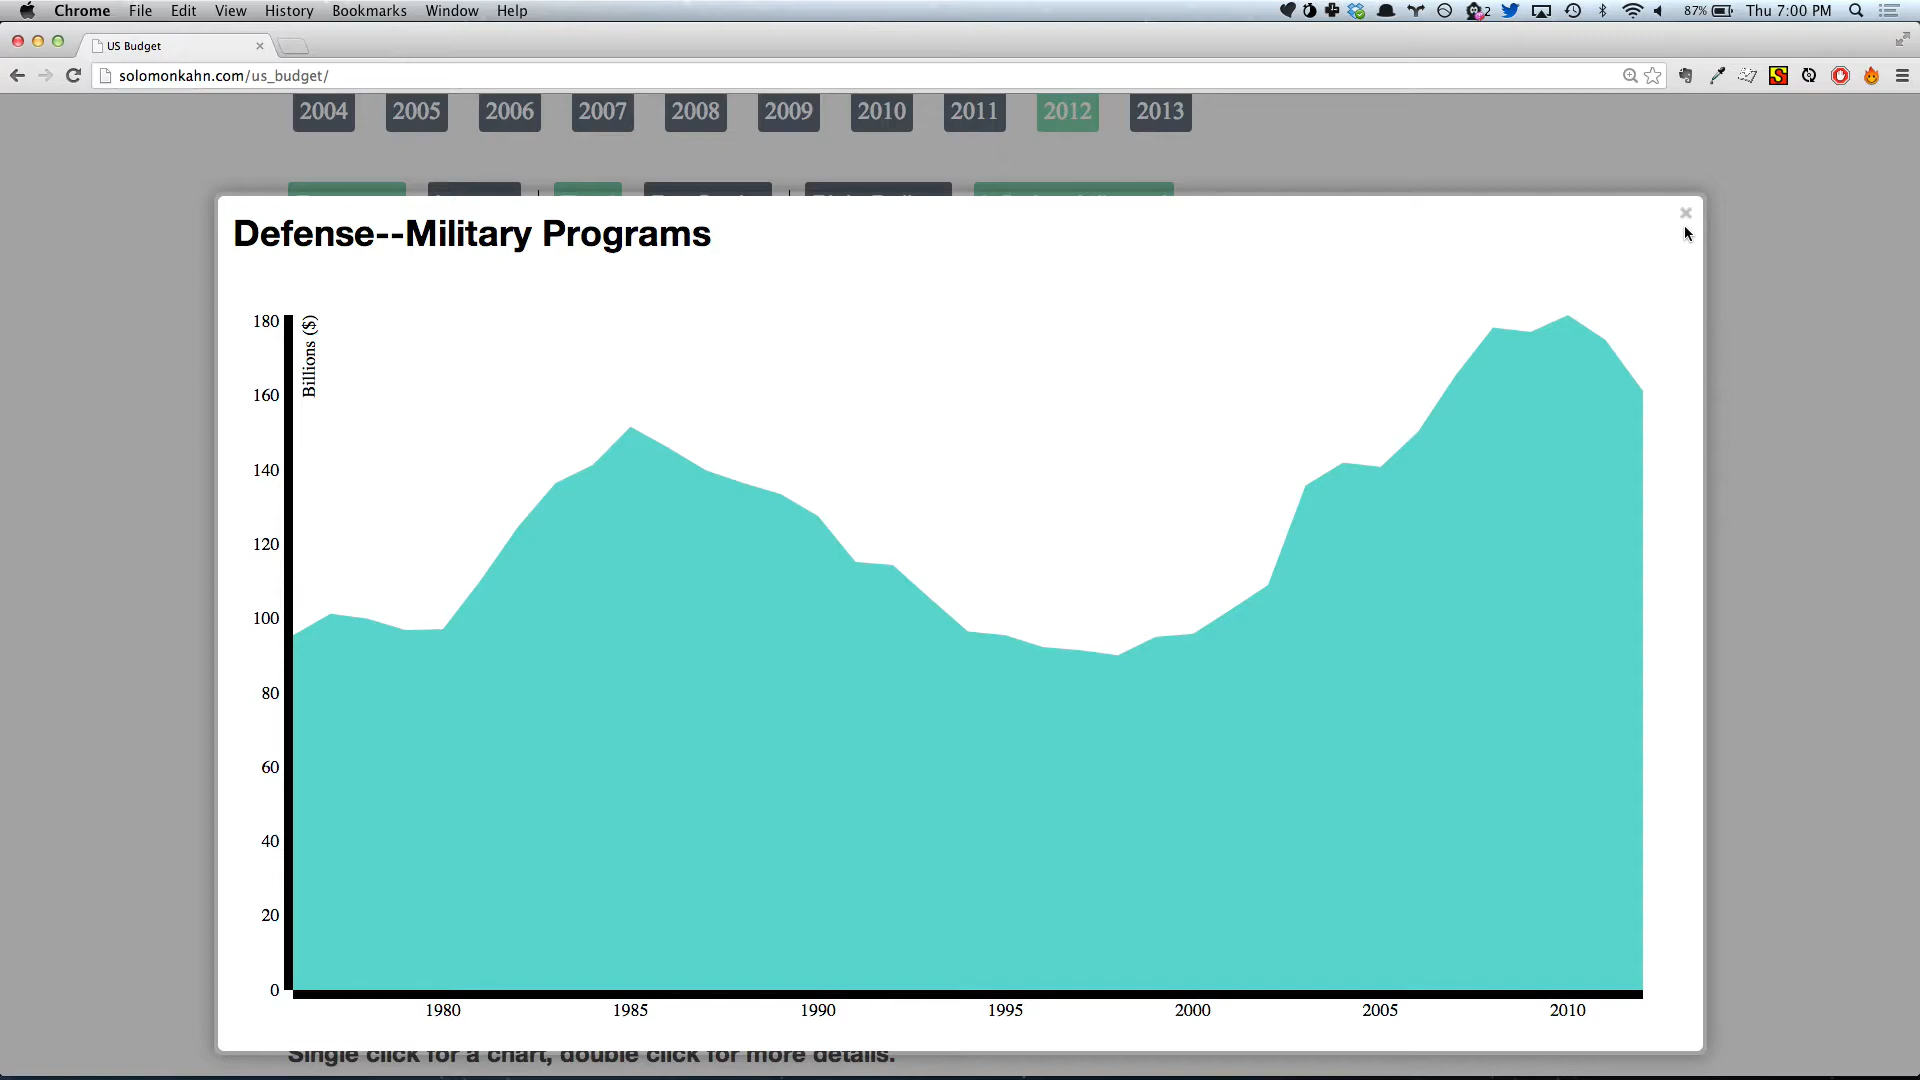 Chrome File Edit View History Bookmarks Window Help 2 87% Thu 7:00 PM
US Budget
solomonkahn.com/us_budget/
2004 2005 2006 2007 2008 2009 2010 2011 2012 2013
Defense--Military Programs
Billions ($)
180
160
140
120
100
80
60
40
20
0
1980 1985 1990 1995 2000 2005 2010
Single click for a chart, double click for more details.